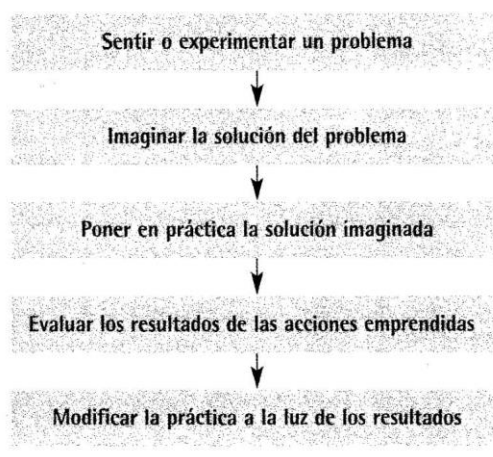 Sentir o experimentar un problema
Imaginar la solución del problema
Poner en práctica la solución imaginada
Evaluar los resultados de las acciones emprendidas
Modificar la práctica a la luz de los resultados